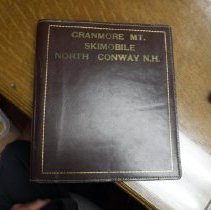 CRANMORE MT.
SKIMOBILE
NORTH CONWAY N.H.